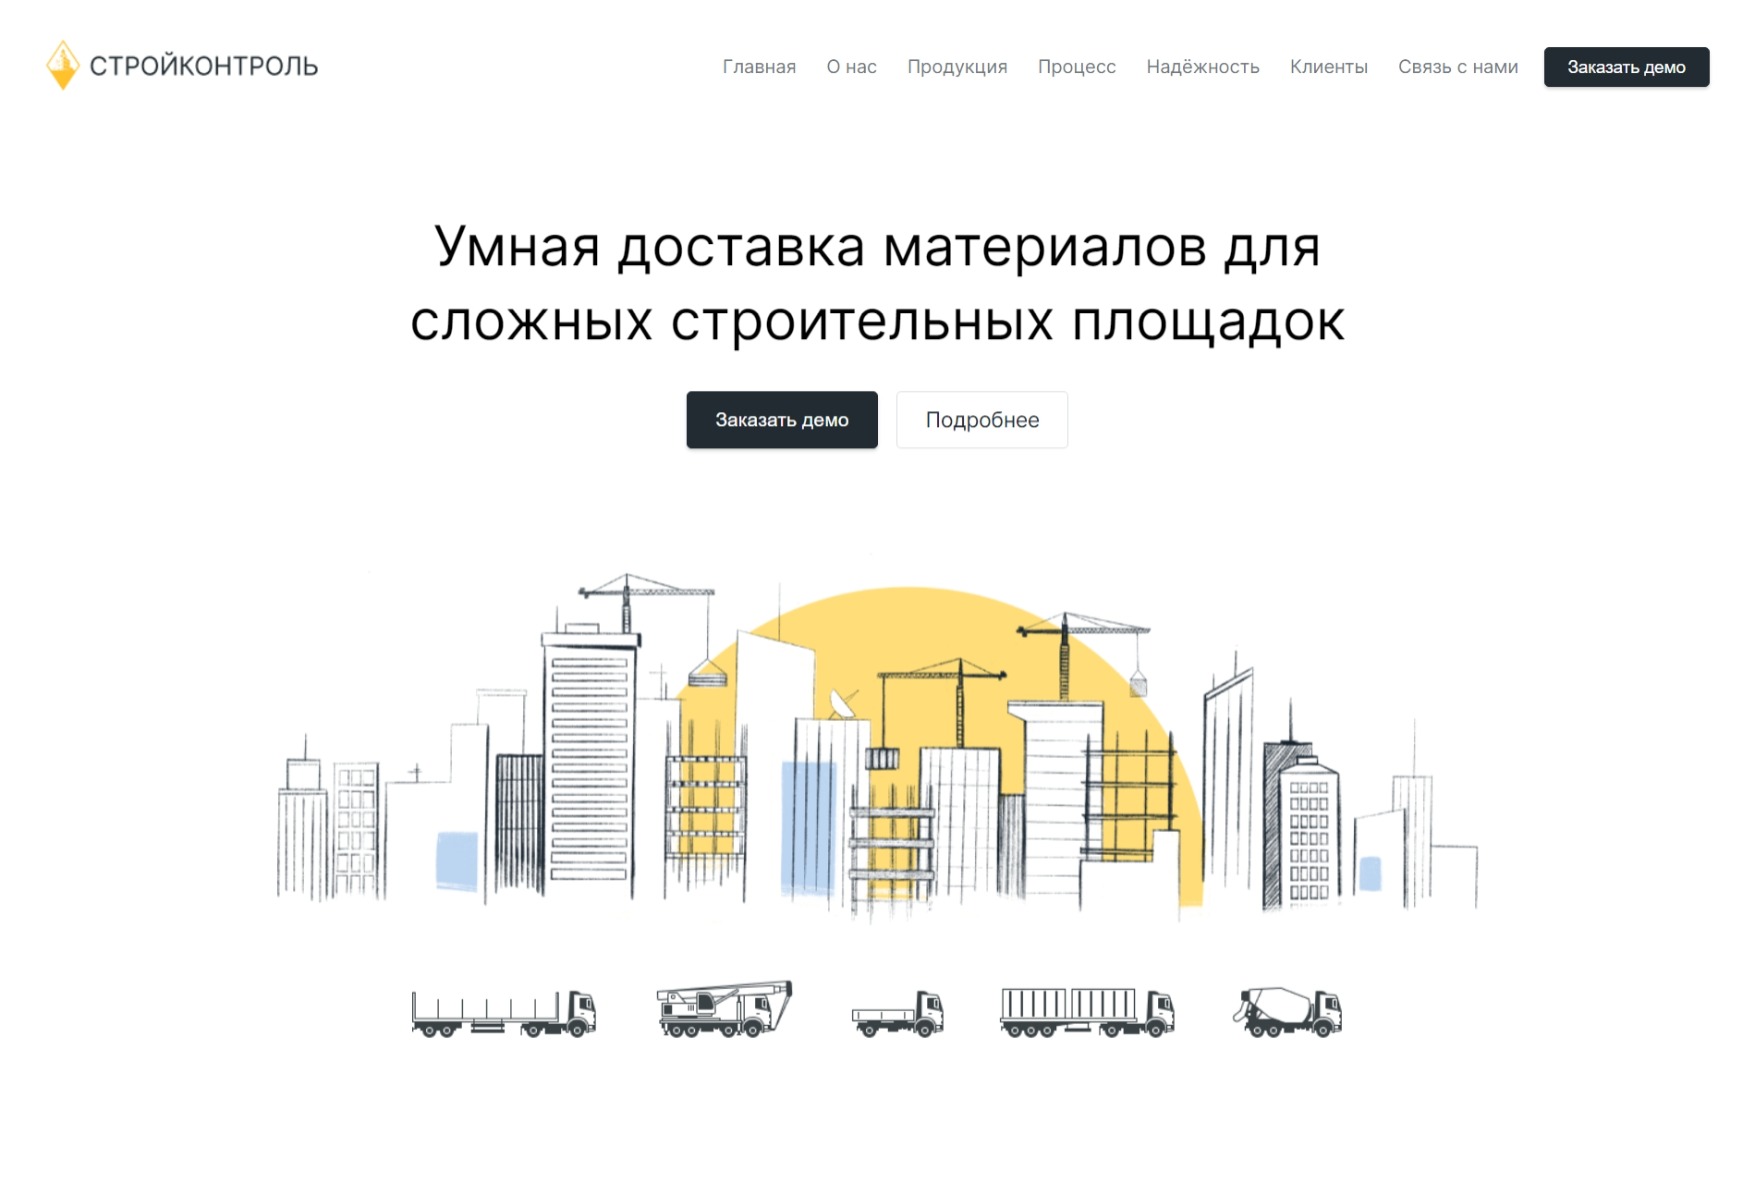 СТРОЙКОНТРОЛЬ
Главная О нас Продукция Процесс Надёжность Клиенты Связь с нами Заказать демо
Умная доставка материалов для
сложных строительных площадок
Заказать демо Подробнее